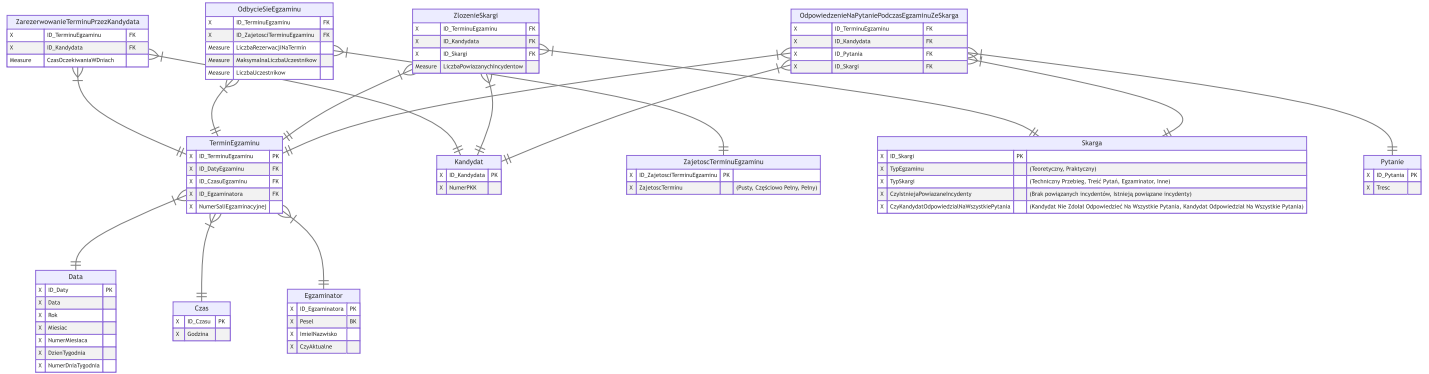 ZarezerwowanieTerminuPrzezKandydata
X ID_TerminuEgzaminu FK
X ID_Kandydata FK
Measure CzasOczekiwaniaWDniach
OdbycieSieEgzaminu
X ID_TerminuEgzaminu FK
X ID_ZajetosciTerminuEgzaminu FK
Measure LiczbaRezerwacjiNaTermin
Measure MaksymalnaLiczbaUczestnikow
Measure LiczbaUczestnikow
ZlozenieSkargi
X ID_TerminuEgzaminu FK
X ID_Kandydata FK
X ID_Skargi FK
Measure LiczbaPowiazanychIncydentow
OdpowiedzenieNaPytaniePodczasEgzaminuZeSkarga
X ID_TerminuEgzaminu FK
X ID_Kandydata FK
X ID_Pytania FK
X ID_Skargi FK
TerminEgzaminu
X ID_TerminuEgzaminu PK
X ID_DatyEgzaminu FK
X ID_CzasuEgzaminu FK
X ID_Egzaminatora FK
X NumerSaliEgzaminacyjnej
Kandydat
X ID_Kandydata PK
X NumerPKK
ZajetoscTerminuEgzaminu
X ID_ZajetosciTerminuEgzaminu PK
X ZajetoscTerminu (Pusty, Częściowo Pełny, Pełny)
Skarga
X ID_Skargi PK
X TypEgzaminu (Teoretyczny, Praktyczny)
X TypSkargi (Techniczny Przebieg, Treść Pytań, Egzaminator, Inne)
X CzyIstniejaPowiazaneIncydenty (Brak powiązanych incydentów, Istnieją powiązane incydenty)
X CzyKandydatOdpowiedzialNaWszystkiePytania (Kandydat Nie Zdołał Odpowiedzieć Na Wszystkie Pytania, Kandydat Odpowiedział Na Wszystkie Pytania)
Pytanie
X ID_Pytania PK
X Tresc
Data
X ID_Daty PK
X Data
X Rok
X Miesiac
X NumerMiesiaca
X DzienTygodnia
X NumerDniaTygodnia
Czas
X ID_Czasu PK
X Godzina
Egzaminator
X ID_Egzaminatora PK
X Pesel BK
X ImieINazwisko
X CzyAktualne